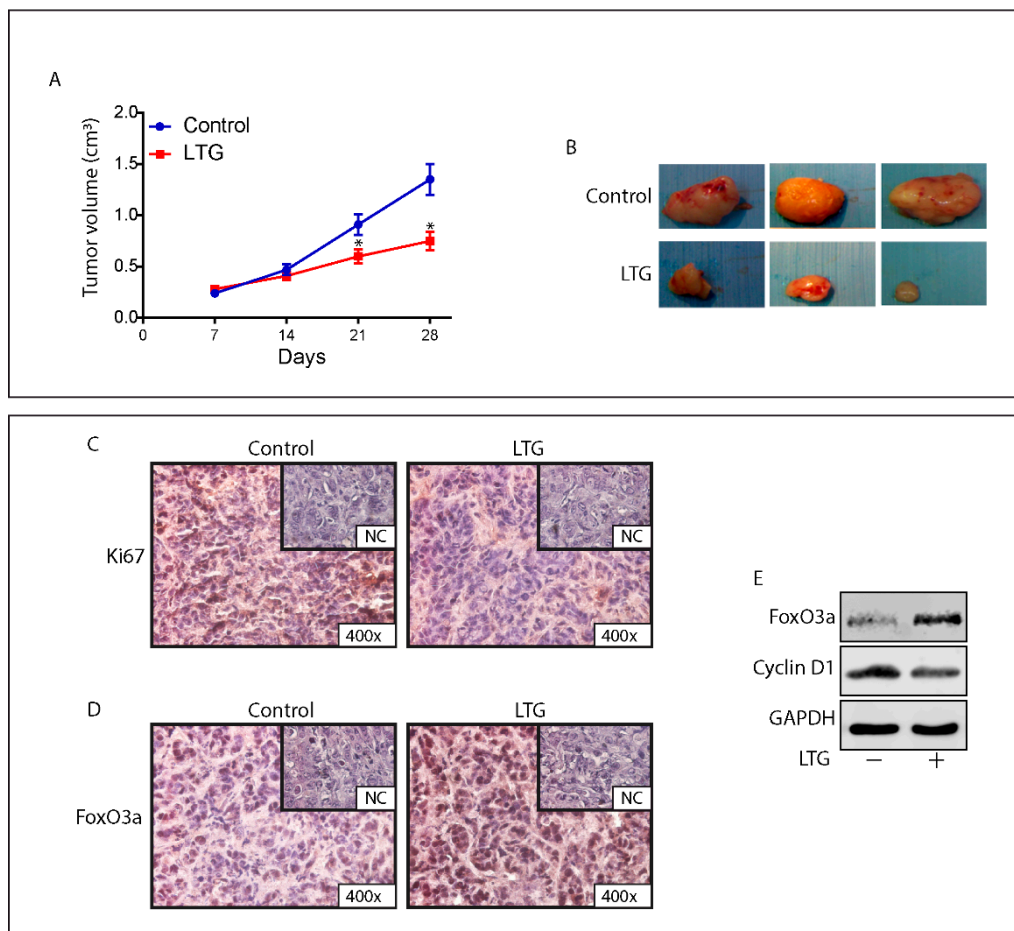 A
2.0
1.5
1.0
0.5
0.0
Tumor volume (cm³)
Control
LTG
*
*
0
7
14
21
28
Days
B
Control
LTG
C
Control
LTG
Ki67
NC
400x
NC
400x
D
Control
LTG
FoxO3a
NC
400x
NC
400x
E
FoxO3a
Cyclin D1
GAPDH
LTG − +